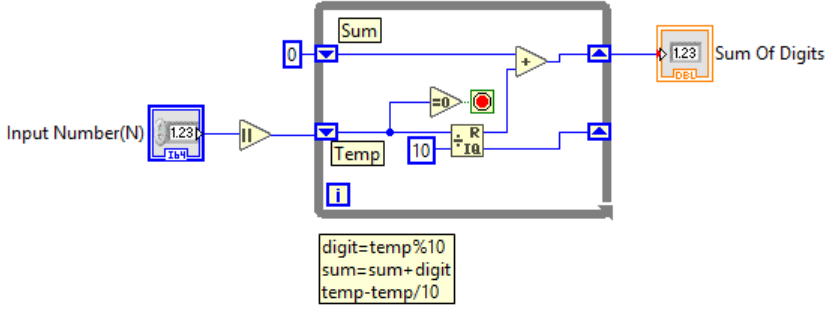 Sum
0
1.23
DBL
Sum Of Digits
+
=0
Input Number(N)
1.23
I64
||
Temp
10
÷ R
IQ
i
digit=temp%10
sum=sum+digit
temp-temp/10